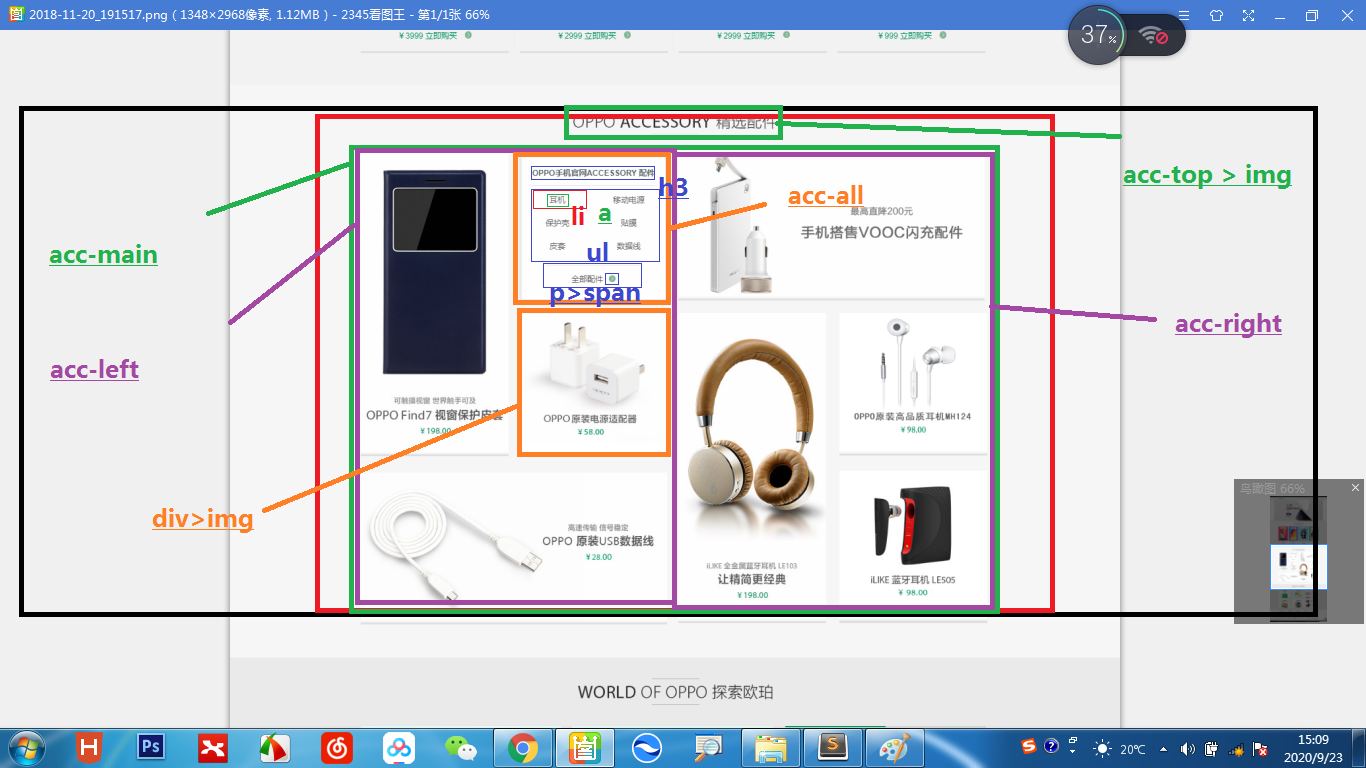 2018-11-20_191517.png ( 1348×2968像素, 1.12MB ) - 2345看图王 - 第1/1张 66%
37%
¥3999 立即购买
¥2999 立即购买
¥2999 立即购买
¥999 立即购买
OPPO ACCESSORY 精选配件
acc-top > img
OPPO手机官网ACCESSORY 配件
h3
耳机
移动电源
li
a
保护壳
贴膜
皮套
数据线
ul
全部配件
p>span
acc-all
最高直降200元
手机搭售VOOC闪充配件
acc-main
acc-left
acc-right
可触摸视窗 世界触手可及
OPPO Find7 视窗保护皮套
¥198.00
OPPO原装电源适配器
¥58.00
OPPO原装高品质耳机MH124
¥98.00
div>img
高速传输 信号稳定
OPPO 原装USB数据线
¥28.00
iLIKE 全金属蓝牙耳机 LE103
让精简更经典
¥198.00
iLIKE 蓝牙耳机 LES05
¥98.00
鸟瞰图 66%
WORLD OF OPPO 探索欧珀
H
Ps
S
S
20℃
15:09
2020/9/23